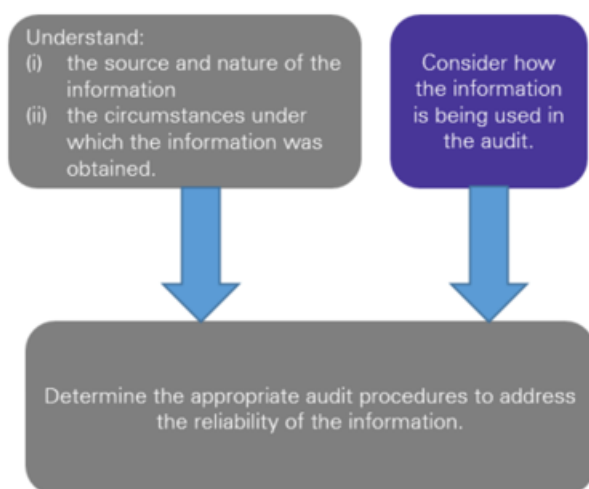 Understand:
(i) the source and nature of the
information
(ii) the circumstances under
which the information was
obtained.
Consider how
the information
is being used in
the audit.
Determine the appropriate audit procedures to address
the reliability of the information.